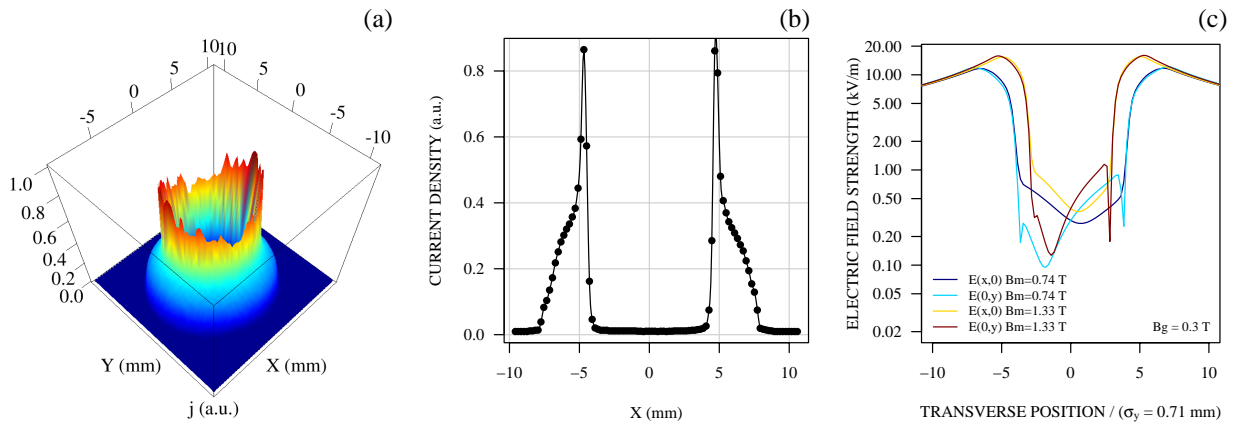 (a)
(b)
(c)
10
10
5
0
-5
5
0
-5
-10
1.0
0.8
0.6
0.4
0.2
0.0
Y (mm)
X (mm)
j (a.u.)
CURRENT DENSITY (a.u.)
0.8
0.6
0.4
0.2
0.0
−10
−5
0
5
10
X (mm)
ELECTRIC FIELD STRENGTH (kV/m)
20.00
10.00
5.00
2.00
1.00
0.50
0.20
0.10
0.05
0.02
E(x,0) Bm=0.74 T
E(0,y) Bm=0.74 T
E(x,0) Bm=1.33 T
E(0,y) Bm=1.33 T
Bg = 0.3 T
−10
−5
0
5
10
TRANSVERSE POSITION / (σy = 0.71 mm)